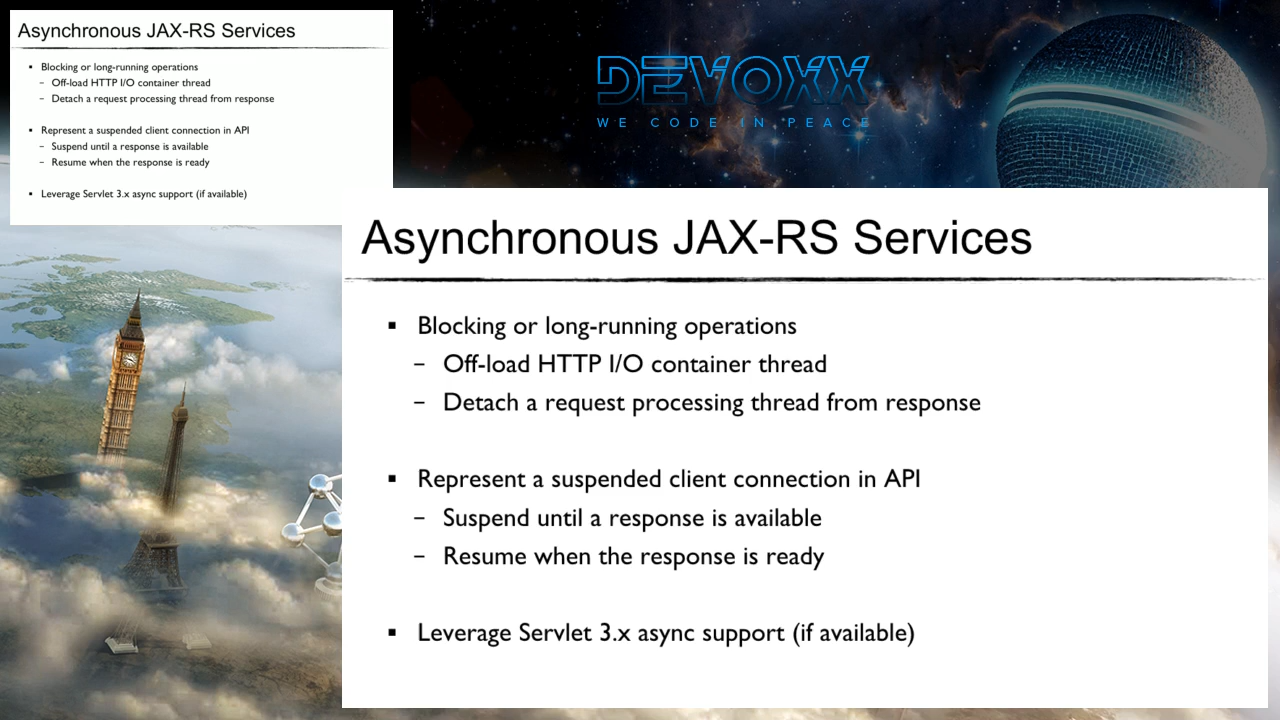 Asynchronous JAX-RS Services
▪ Blocking or long-running operations
– Off-load HTTP I/O container thread
– Detach a request processing thread from response
▪ Represent a suspended client connection in API
– Suspend until a response is available
– Resume when the response is ready
▪ Leverage Servlet 3.x async support (if available)
DEVOXX
WE CODE IN PEACE
Asynchronous JAX-RS Services
▪ Blocking or long-running operations
– Off-load HTTP I/O container thread
– Detach a request processing thread from response
▪ Represent a suspended client connection in API
– Suspend until a response is available
– Resume when the response is ready
▪ Leverage Servlet 3.x async support (if available)